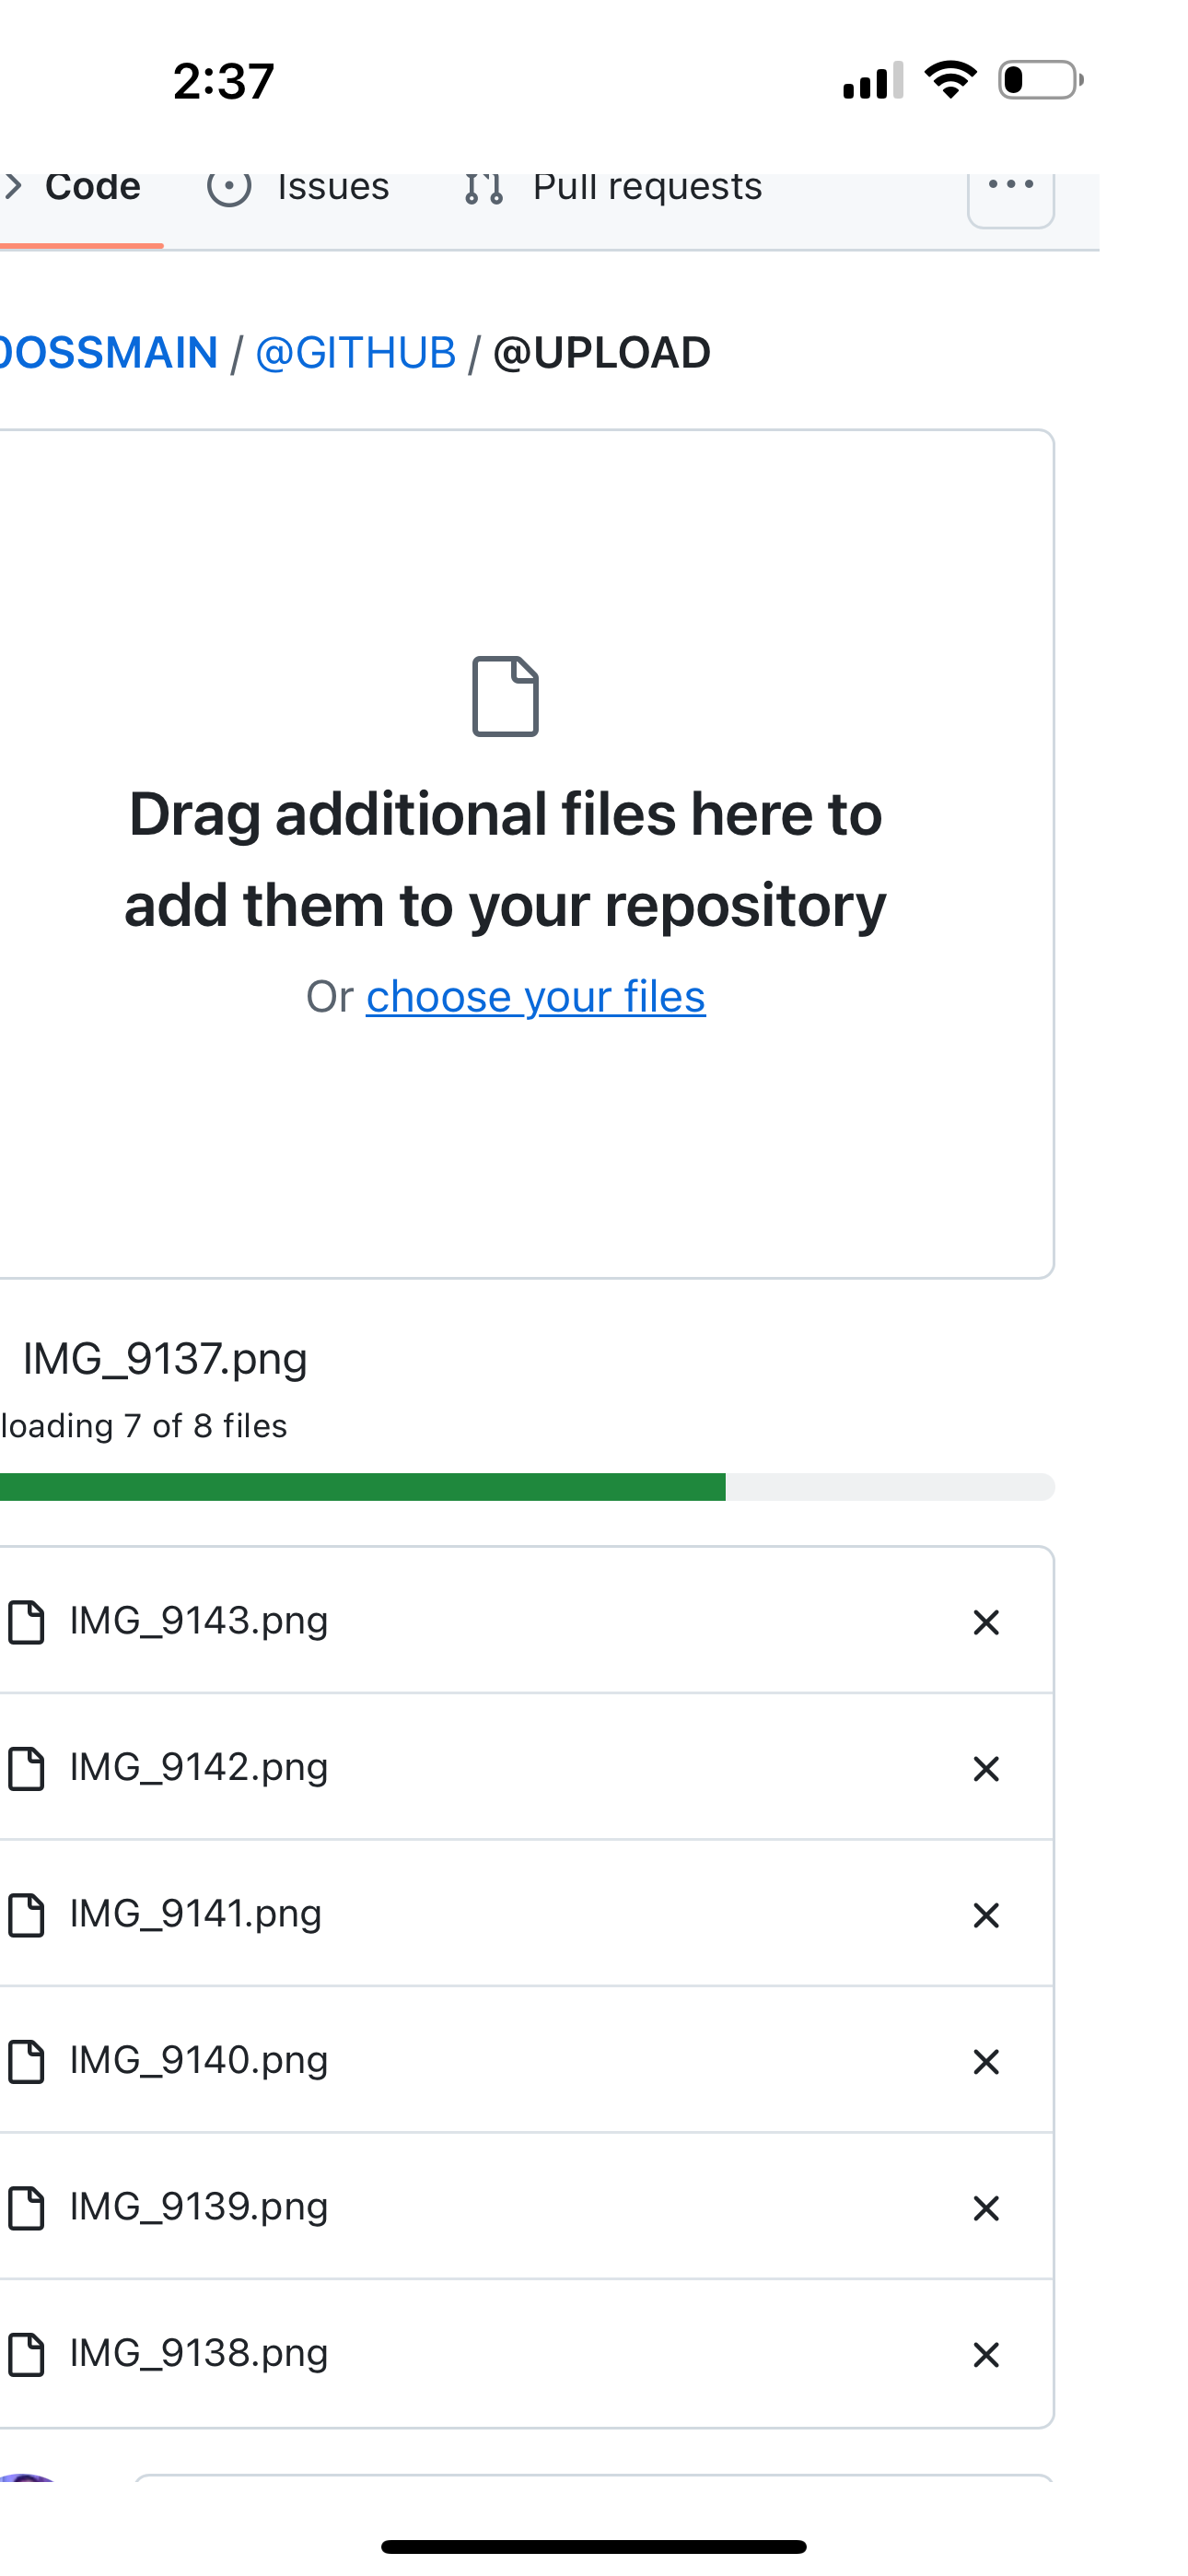 2:37
Code Issues Pull requests
OSSMAIN / @GITHUB / @UPLOAD
Drag additional files here to
add them to your repository
Or choose your files
IMG_9137.png
loading 7 of 8 files
IMG_9143.png
IMG_9142.png
IMG_9141.png
IMG_9140.png
IMG_9139.png
IMG_9138.png